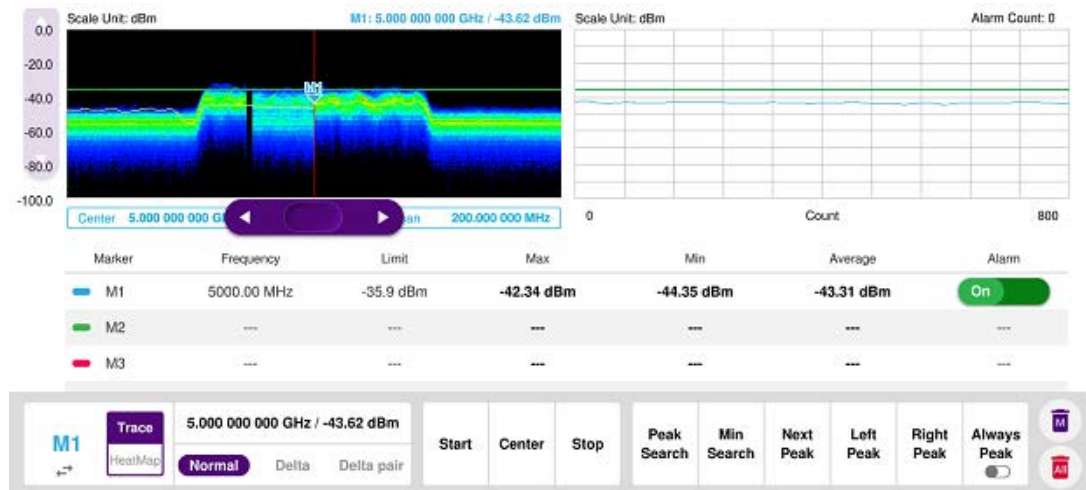 Scale Unit: dBm
M1: 5.000 000 000 GHz / -43.62 dBm
Scale Unit: dBm
Alarm Count: 0
0.0
-20.0
-40.0
-60.0
-80.0
-100.0
M1
Center 5.000 000 000 G
an 200.000 000 MHz
0 Count 800
Marker Frequency Limit Max Min Average Alarm
M1 5000.00 MHz -35.9 dBm -42.34 dBm -44.35 dBm -43.31 dBm On
M2 --- --- --- --- --- ---
M3 --- --- --- --- --- ---
M1
Trace
HeatMap
5.000 000 000 GHz / -43.62 dBm
Normal Delta Delta pair
Start Center Stop
Peak Search
Min Search
Next Peak
Left Peak
Right Peak
Always Peak
M
All